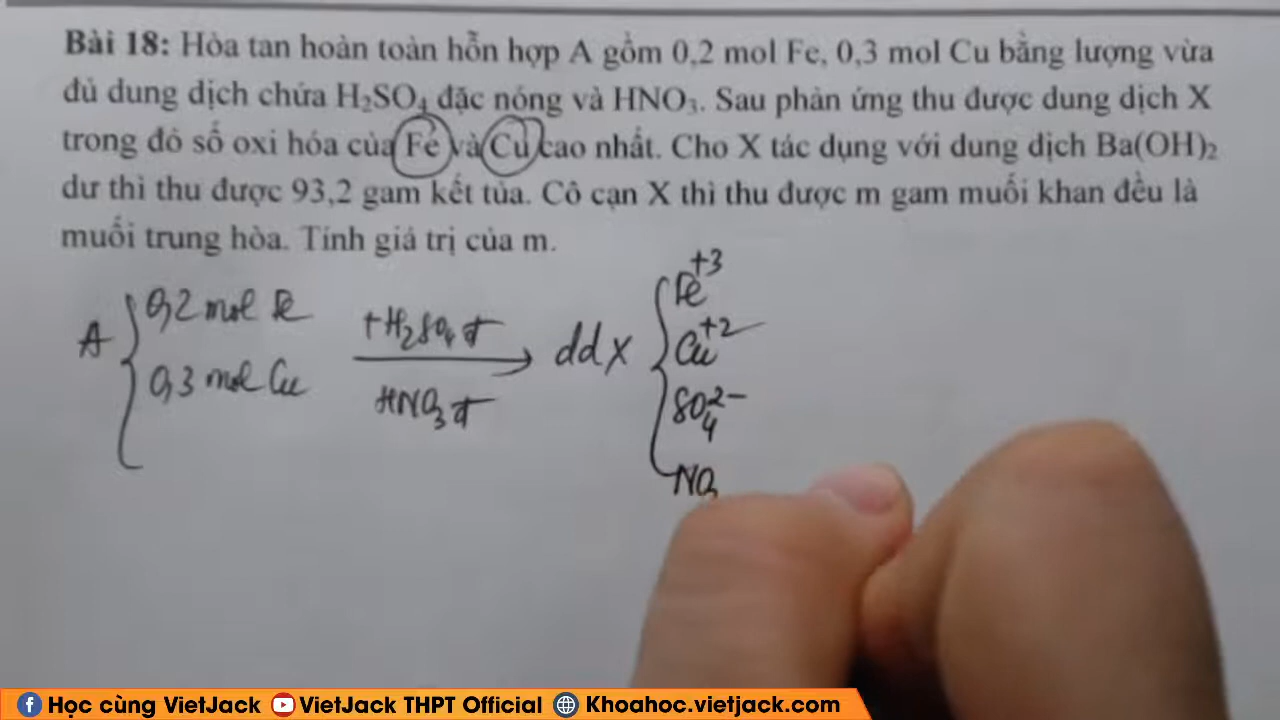 Bài 18: Hòa tan hoàn toàn hỗn hợp A gồm 0,2 mol Fe, 0,3 mol Cu bằng lượng vừa
đủ dung dịch chứa H₂SO₄ đặc nóng và HNO₃. Sau phản ứng thu được dung dịch X
trong đó số oxi hóa của Fe và Cu cao nhất. Cho X tác dụng với dung dịch Ba(OH)₂
dư thì thu được 93,2 gam kết tủa. Cô cạn X thì thu được m gam muối khan đều là
muối trung hòa. Tính giá trị của m.
A { 0,2 mol Fe
0,3 mol Cu
+H₂SO₄ đ
HNO₃ đ
dd X { Fe⁺³
Cu⁺²
SO₄²⁻
NO₃
Học cùng VietJack VietJack THPT Official Khoahoc.vietjack.com